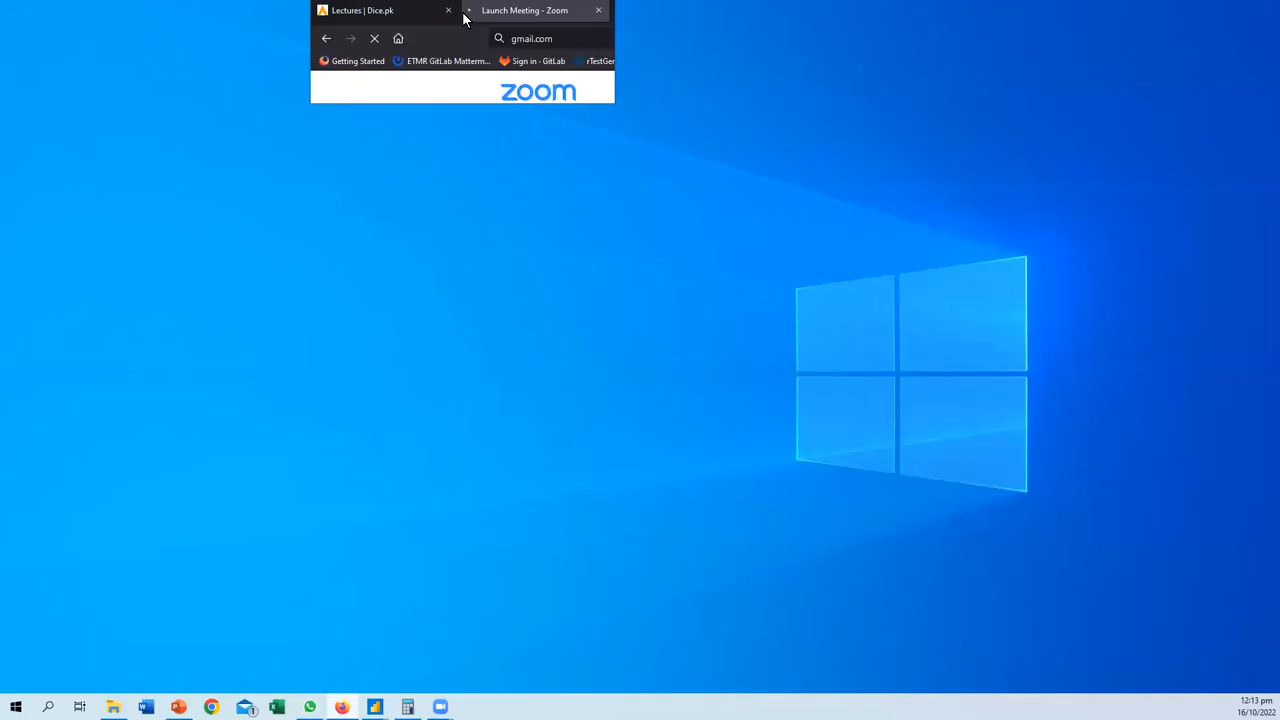 Lectures | Dice.pk
Launch Meeting - Zoom
gmail.com
Getting Started
ETMR GitLab Matterm...
Sign in · GitLab
rTestGen
zoom
12:13 pm
16/10/2022